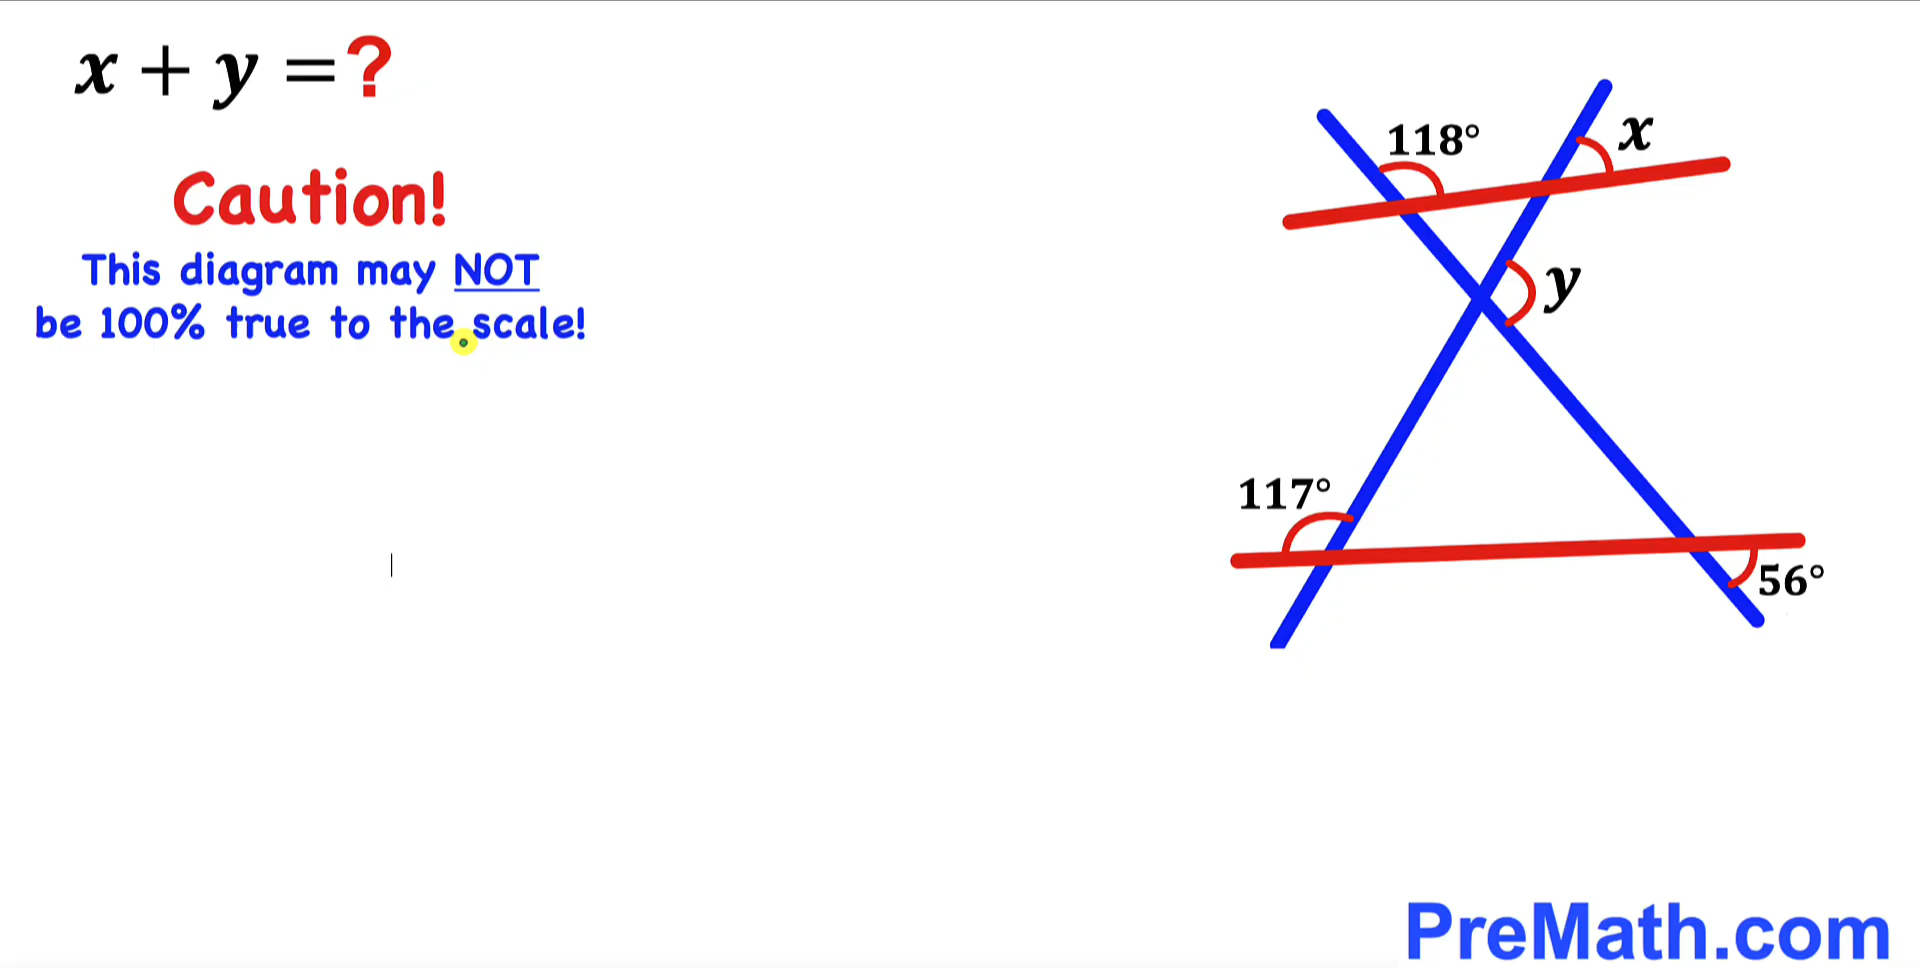 x + y = ?
Caution!
This diagram may NOT
be 100% true to the scale!
118°
x
y
117°
56°
PreMath.com